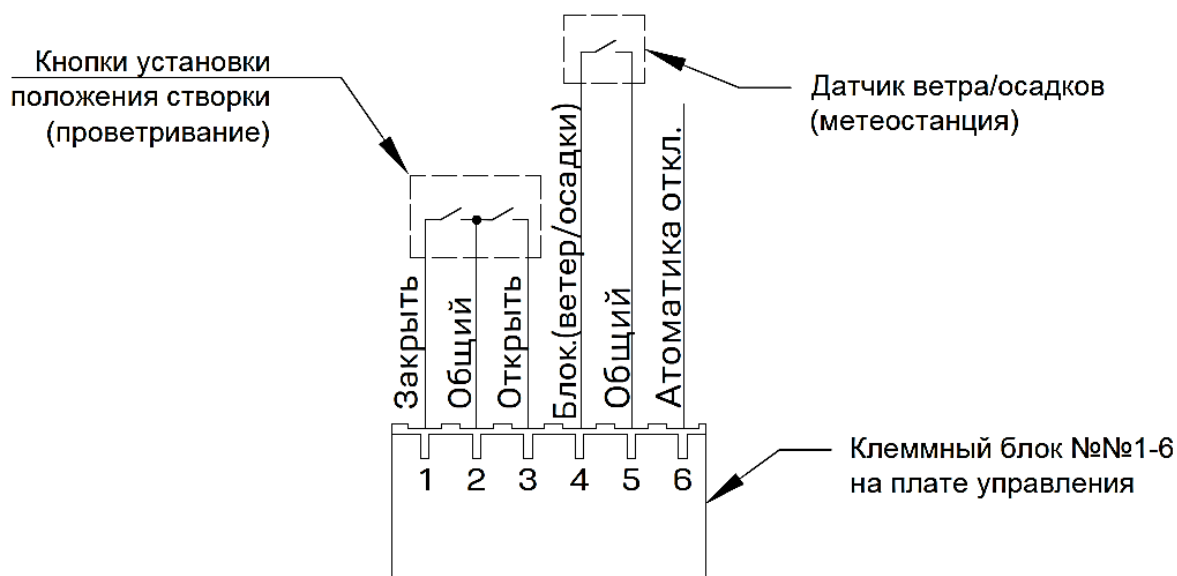 Кнопки установки
положения створки
(проветривание)
Датчик ветра/осадков
(метеостанция)
Закрыть
Общий
Открыть
Блок.(ветер/осадки)
Общий
Атоматика откл.
1 2 3 4 5 6
Клеммный блок №№1-6
на плате управления